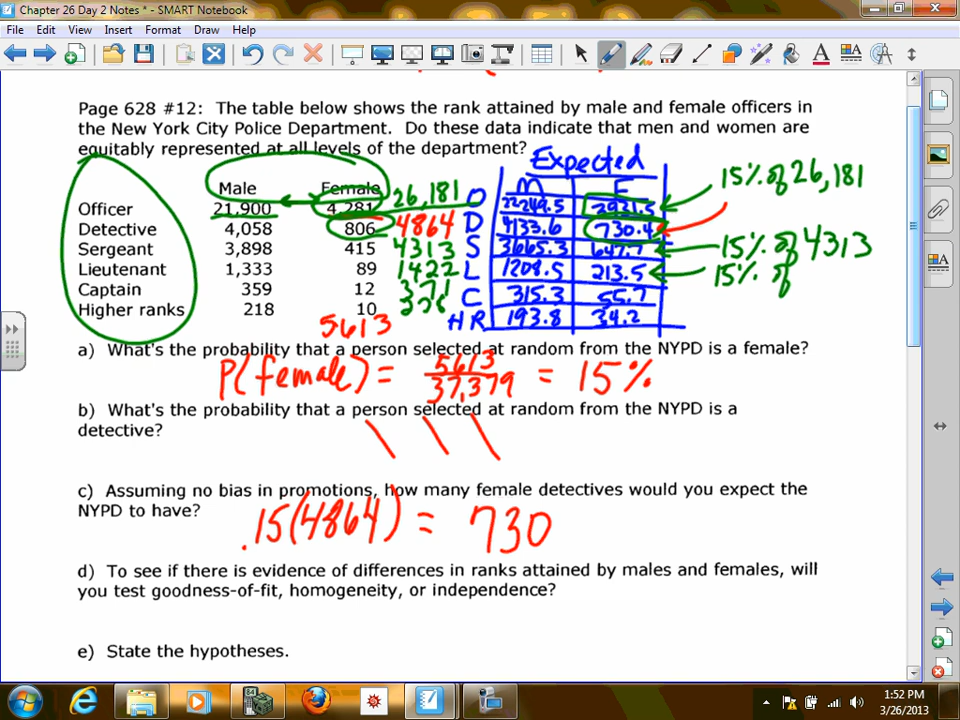 Chapter 26 Day 2 Notes * - SMART Notebook
File Edit View Insert Format Draw Help
Page 628 #12: The table below shows the rank attained by male and female officers in
the New York City Police Department. Do these data indicate that men and women are
equitably represented at all levels of the department?
Expected
Male Female
M F
Officer 21,900 4,281 26,181 O 22249.5 2931.5 15% of 26,181
Detective 4,058 806 4864 D 4133.6 730.4
Sergeant 3,898 415 4313 S 3665.3 647.7 15% of 4313
Lieutenant 1,333 89 1422 L 1208.5 213.5 15% of
Captain 359 12 371 C 315.3 55.7
Higher ranks 218 10 228 HR 193.8 34.2
5613
a) What's the probability that a person selected at random from the NYPD is a female?
P(female) = 5613/37,379 = 15%
b) What's the probability that a person selected at random from the NYPD is a
detective?
c) Assuming no bias in promotions, how many female detectives would you expect the
NYPD to have?
.15(4864) = 730
d) To see if there is evidence of differences in ranks attained by males and females, will
you test goodness-of-fit, homogeneity, or independence?
e) State the hypotheses.
1:52 PM
3/26/2013